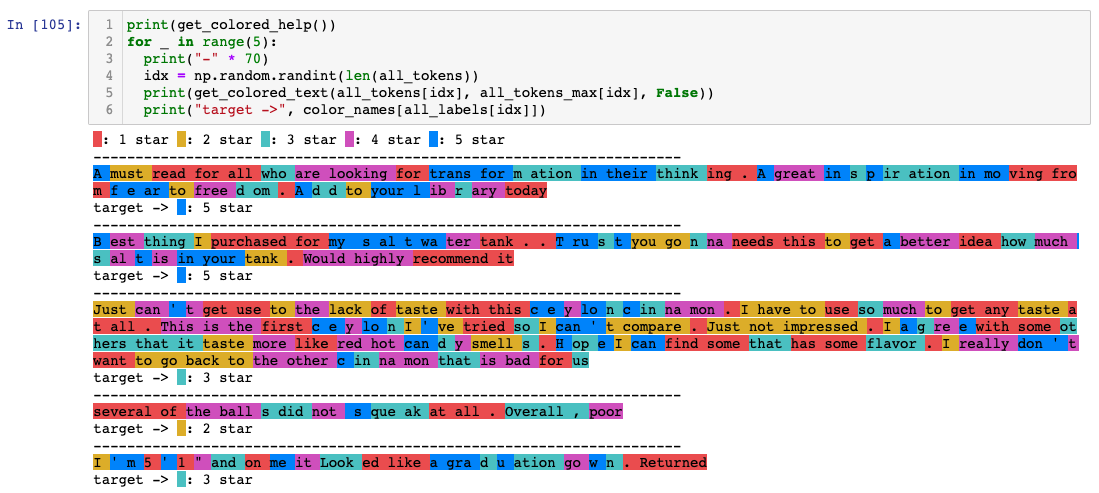 In [105]:
1 print(get_colored_help())
2 for _ in range(5):
3   print("-" * 70)
4   idx = np.random.randint(len(all_tokens))
5   print(get_colored_text(all_tokens[idx], all_tokens_max[idx], False))
6   print("target ->", color_names[all_labels[idx]])
: 1 star : 2 star : 3 star : 4 star : 5 star
----------------------------------------------------------------------
A must read for all who are looking for trans for m ation in their think ing . A great in s p ir ation in mo ving fro
m f e ar to free d om . A d d to your l ib r ary today
target -> : 5 star
----------------------------------------------------------------------
B est thing I purchased for my  s al t wa ter tank . . T ru s t you go n na needs this to get a better idea how much
s al t is in your tank . Would highly recommend it
target -> : 5 star
----------------------------------------------------------------------
Just can ' t get use to the lack of taste with this c e y lo n c in na mon . I have to use so much to get any taste a
t all . This is the first c e y lo n I ' ve tried so I can ' t compare . Just not impressed . I a g re e with some ot
hers that it taste more like red hot can d y smell s . H op e I can find some that has some flavor . I really don ' t
want to go back to the other c in na mon that is bad for us
target -> : 3 star
----------------------------------------------------------------------
several of the ball s did not  s que ak at all . Overall , poor
target -> : 2 star
----------------------------------------------------------------------
I ' m 5 ' 1 " and on me it Look ed like a gra d u ation go w n . Returned
target -> : 3 star